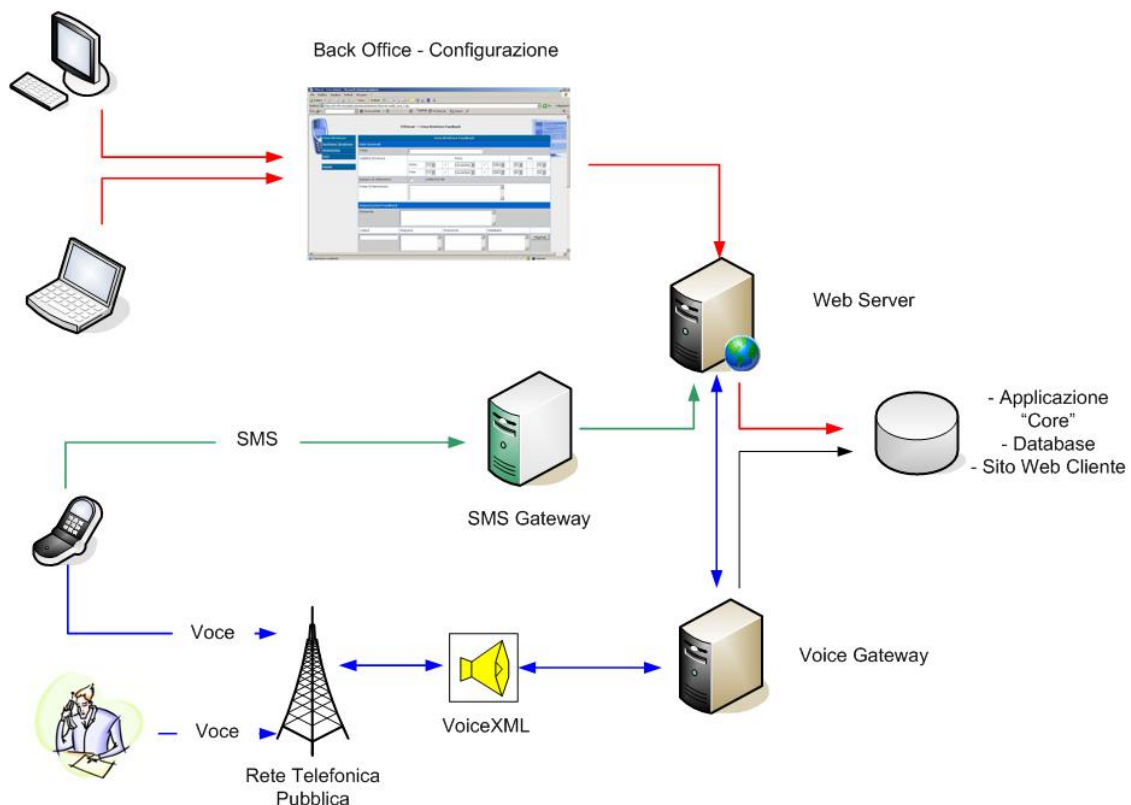 Back Office - Configurazione
Web Server
- Applicazione
“Core”
- Database
- Sito Web Cliente
SMS
SMS Gateway
Voce
Voice Gateway
VoiceXML
Voce
Rete Telefonica
Pubblica